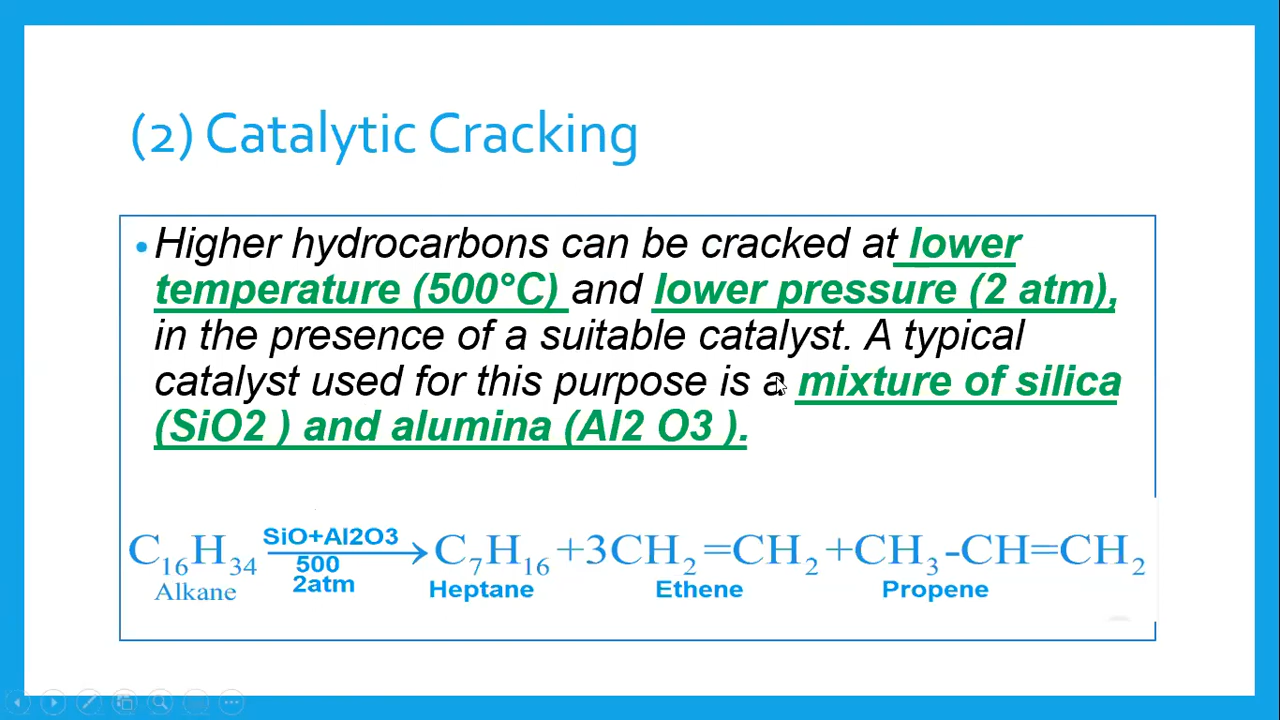 (2) Catalytic Cracking
• Higher hydrocarbons can be cracked at lower
temperature (500°C) and lower pressure (2 atm),
in the presence of a suitable catalyst. A typical
catalyst used for this purpose is a mixture of silica
(SiO2 ) and alumina (Al2 O3 ).
SiO+Al2O3
C₁₆H₃₄ → C₇H₁₆ +3CH₂=CH₂+CH₃-CH=CH₂
500
2atm
Alkane Heptane Ethene Propene